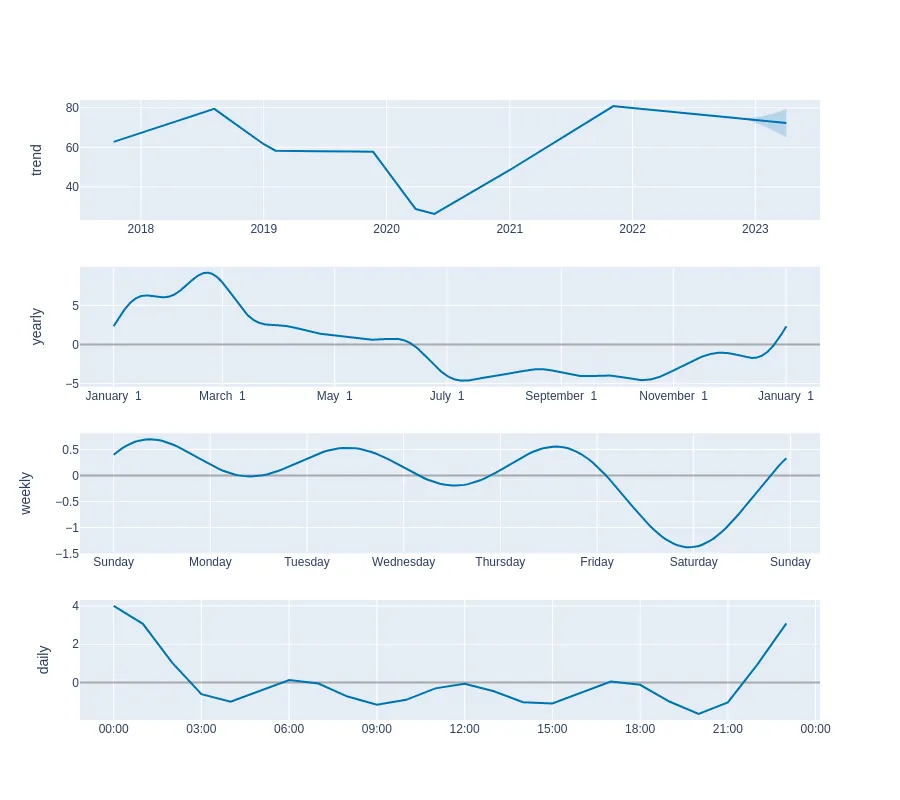 trend
80
60
40
2018 2019 2020 2021 2022 2023
yearly
5
0
−5
January 1 March 1 May 1 July 1 September 1 November 1 January 1
weekly
0.5
0
−0.5
−1
−1.5
Sunday Monday Tuesday Wednesday Thursday Friday Saturday Sunday
daily
4
2
0
00:00 03:00 06:00 09:00 12:00 15:00 18:00 21:00 00:00